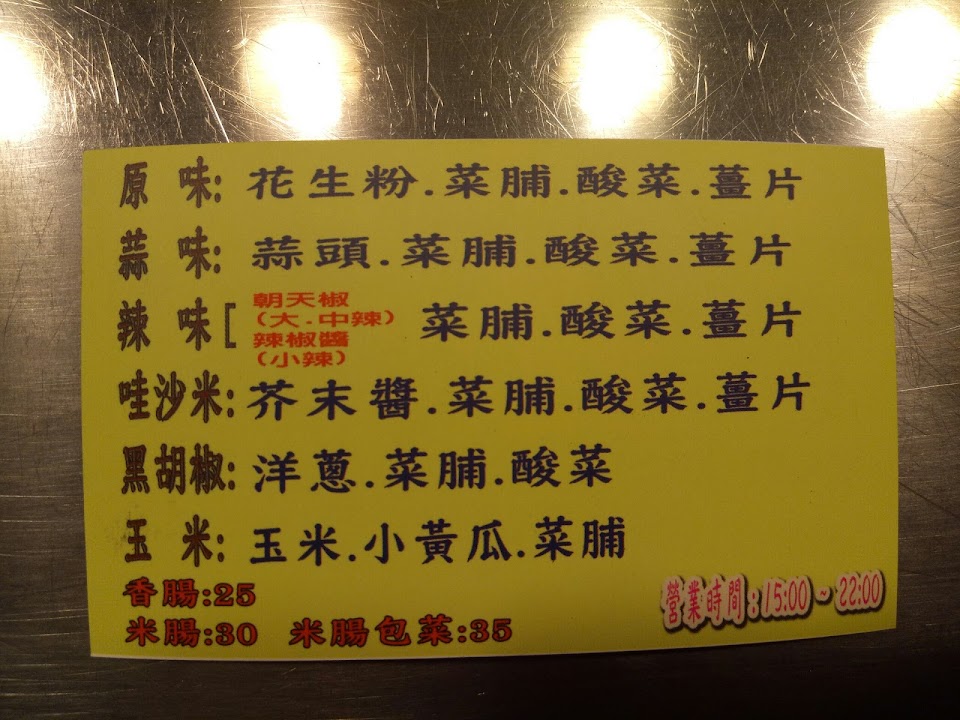 原 味: 花生粉.菜脯.酸菜.薑片
蒜 味: 蒜頭.菜脯.酸菜.薑片
辣 味[ 朝天椒 (大.中辣) 辣椒醬 (小辣) 菜脯.酸菜.薑片
哇沙米: 芥末醬.菜脯.酸菜.薑片
黑胡椒: 洋蔥.菜脯.酸菜
玉 米: 玉米.小黃瓜.菜脯
香腸:25
米腸:30 米腸包菜:35
營業時間:15:00 ~ 22:00